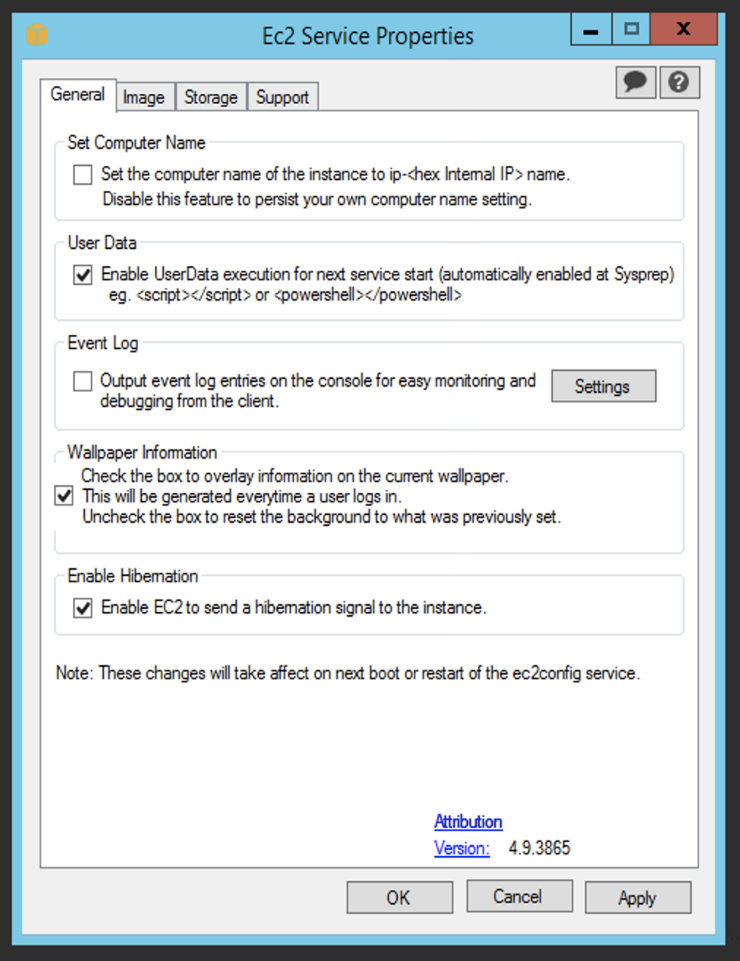 Ec2 Service Properties
General
Image
Storage
Support
Set Computer Name
Set the computer name of the instance to ip-<hex Internal IP> name.
Disable this feature to persist your own computer name setting.
User Data
Enable UserData execution for next service start (automatically enabled at Sysprep)
eg. <script></script> or <powershell></powershell>
Event Log
Output event log entries on the console for easy monitoring and
debugging from the client.
Settings
Wallpaper Information
Check the box to overlay information on the current wallpaper.
This will be generated everytime a user logs in.
Uncheck the box to reset the background to what was previously set.
Enable Hibernation
Enable EC2 to send a hibernation signal to the instance.
Note: These changes will take affect on next boot or restart of the ec2config service.
Attribution
Version: 4.9.3865
OK
Cancel
Apply